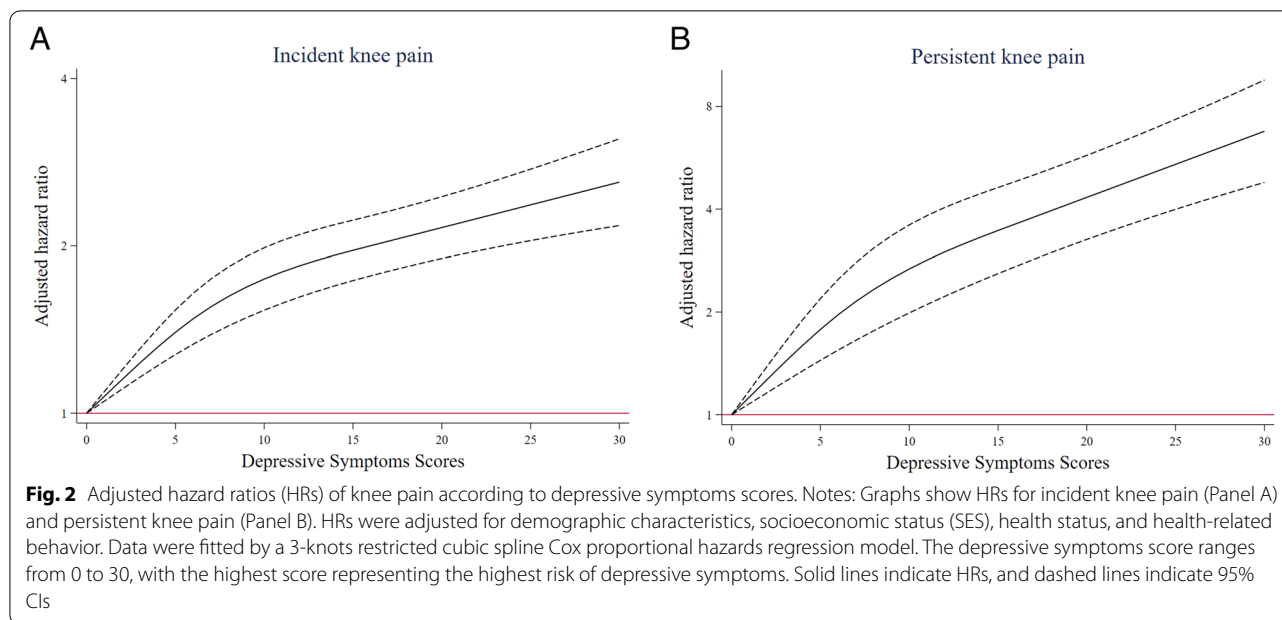 A
Incident knee pain
4
2
1
Adjusted hazard ratio
0 5 10 15 20 25 30
Depressive Symptoms Scores
B
Persistent knee pain
8
4
2
1
Adjusted hazard ratio
0 5 10 15 20 25 30
Depressive Symptoms Scores
Fig. 2 Adjusted hazard ratios (HRs) of knee pain according to depressive symptoms scores. Notes: Graphs show HRs for incident knee pain (Panel A)
and persistent knee pain (Panel B). HRs were adjusted for demographic characteristics, socioeconomic status (SES), health status, and health-related
behavior. Data were fitted by a 3-knots restricted cubic spline Cox proportional hazards regression model. The depressive symptoms score ranges
from 0 to 30, with the highest score representing the highest risk of depressive symptoms. Solid lines indicate HRs, and dashed lines indicate 95%
CIs